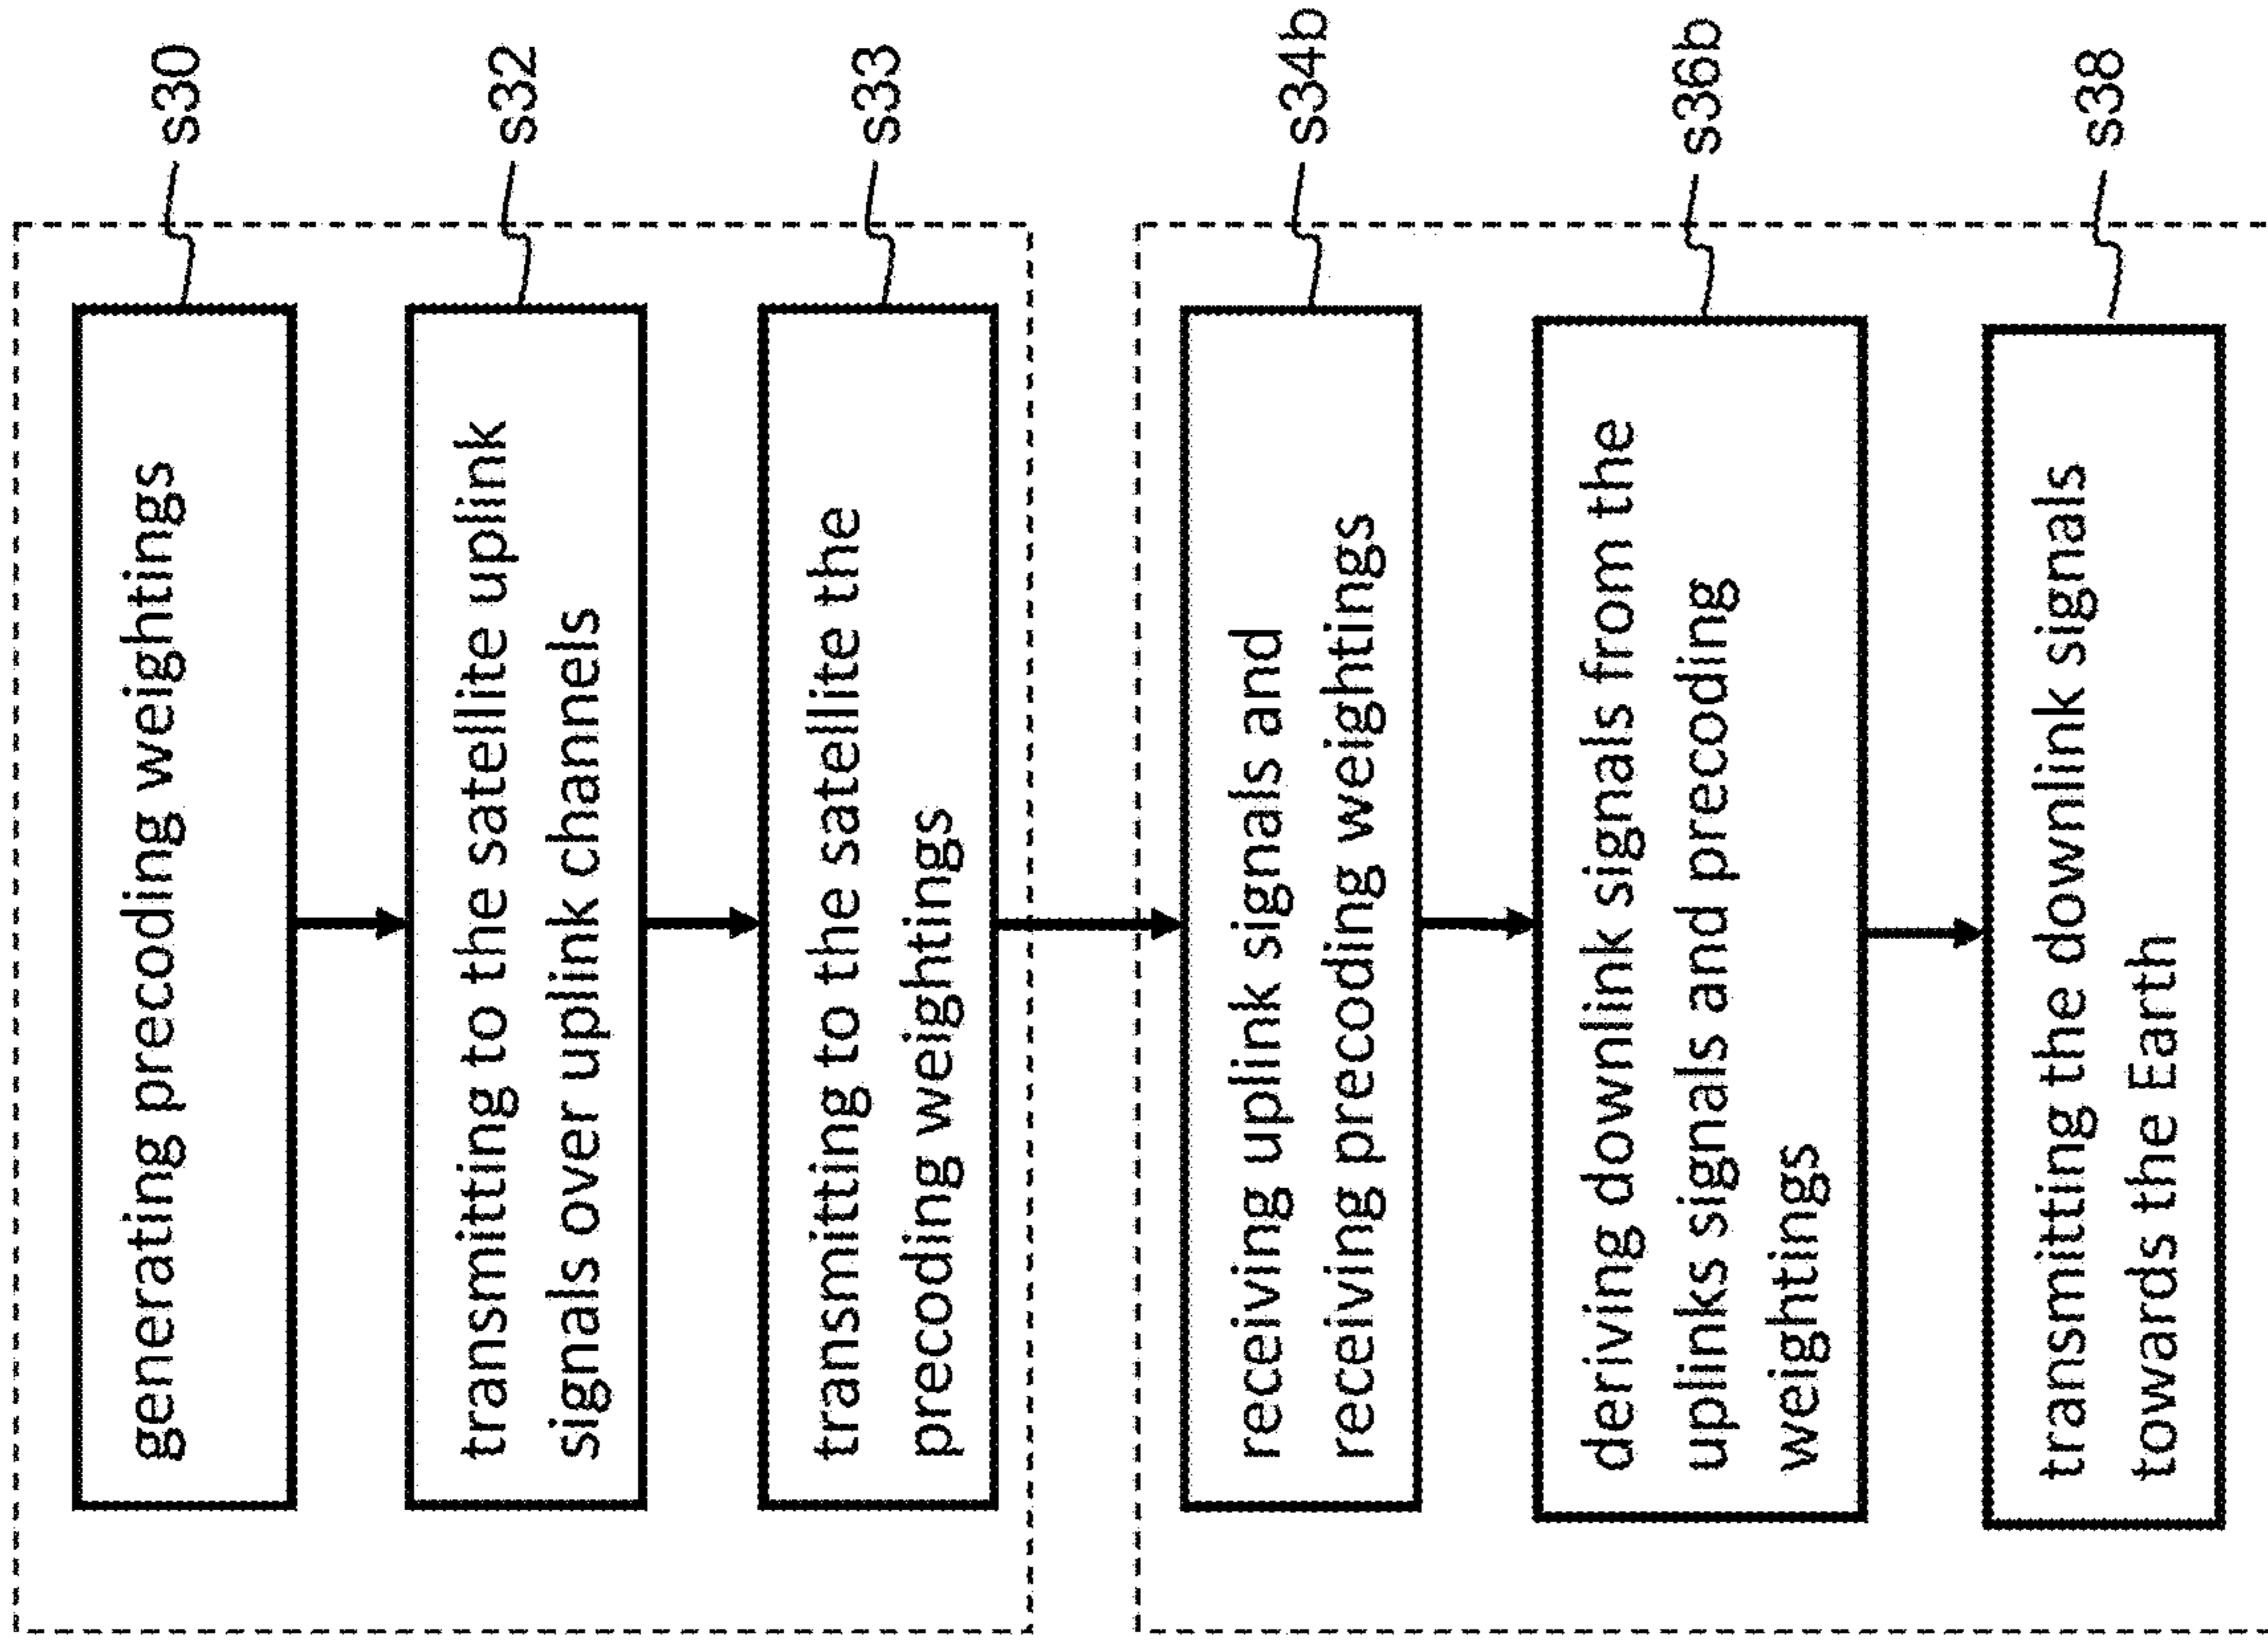 generating precoding weightings
s30
transmitting to the satellite uplink
signals over uplink channels
s32
transmitting to the satellite the
precoding weightings
s33
receiving uplink signals and
receiving precoding weightings
s34b
deriving downlink signals from the
uplinks signals and precoding
weightings
s36b
transmitting the downlink signals
towards the Earth
s38